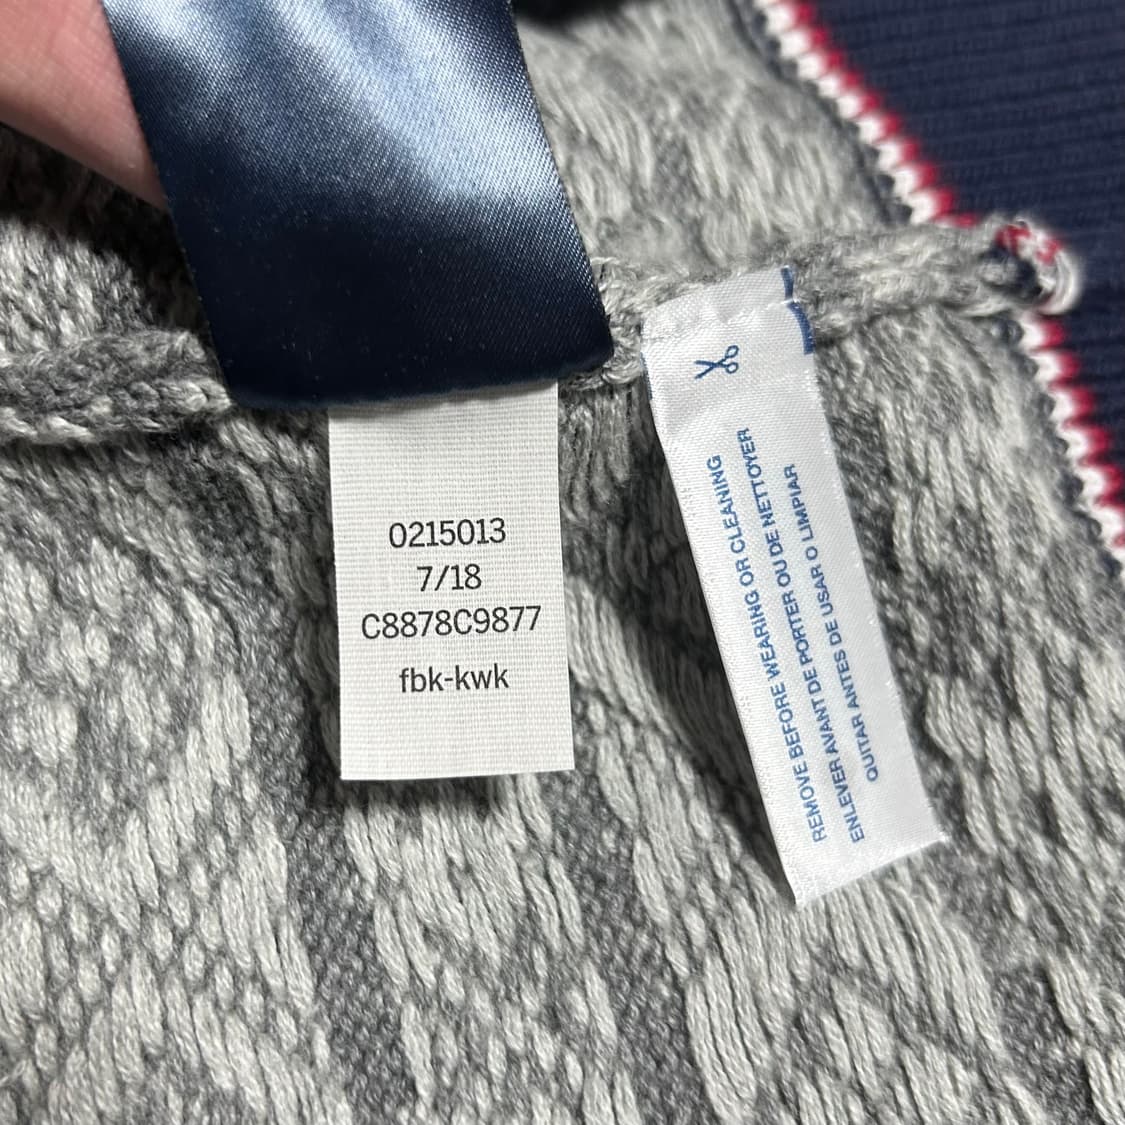 0215013
7/18
C8878C9877
fbk-kwk
REMOVE BEFORE WEARING OR CLEANING
ENLEVER AVANT DE PORTER OU DE NETTOYER
QUITAR ANTES DE USAR O LIMPIAR